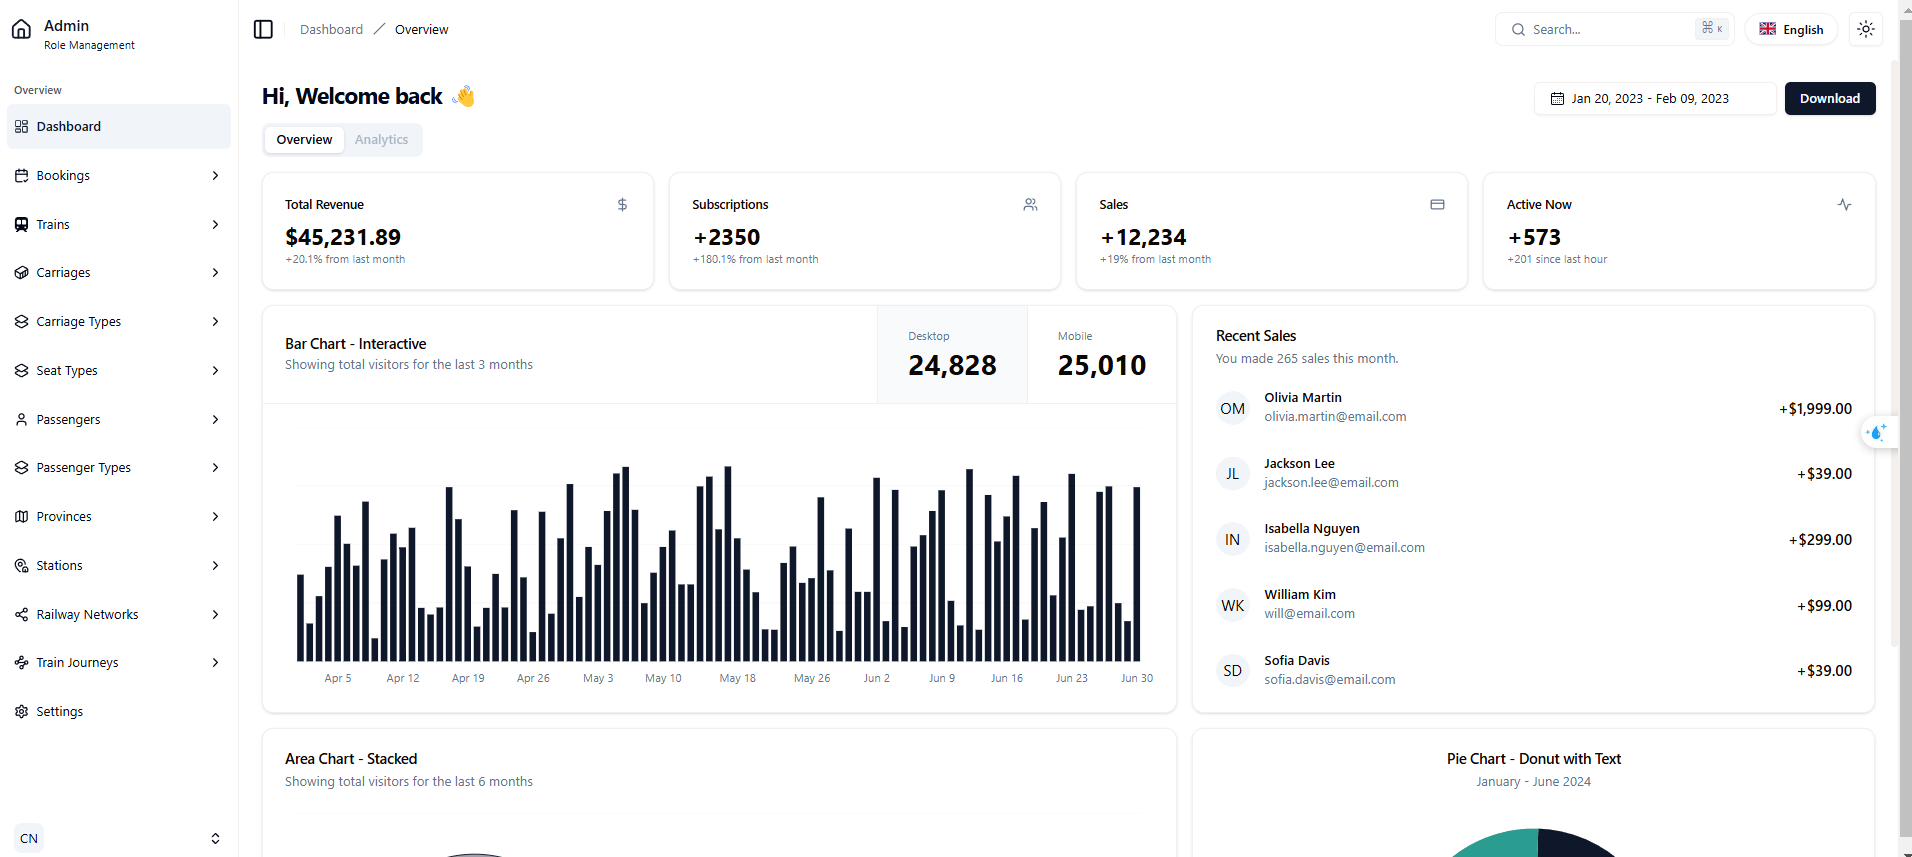 Admin
Role Management
Overview
Dashboard
Bookings
Trains
Carriages
Carriage Types
Seat Types
Passengers
Passenger Types
Provinces
Stations
Railway Networks
Train Journeys
Settings
CN
Dashboard / Overview
Search...
⌘ K
English
Hi, Welcome back 👋
Jan 20, 2023 - Feb 09, 2023
Download
Overview
Analytics
Total Revenue
$45,231.89
+20.1% from last month
Subscriptions
+2350
+180.1% from last month
Sales
+12,234
+19% from last month
Active Now
+573
+201 since last hour
Bar Chart - Interactive
Showing total visitors for the last 3 months
Desktop
24,828
Mobile
25,010
Apr 5 Apr 12 Apr 19 Apr 26 May 3 May 10 May 18 May 26 Jun 2 Jun 9 Jun 16 Jun 23 Jun 30
Recent Sales
You made 265 sales this month.
OM
Olivia Martin
olivia.martin@email.com
+$1,999.00
JL
Jackson Lee
jackson.lee@email.com
+$39.00
IN
Isabella Nguyen
isabella.nguyen@email.com
+$299.00
WK
William Kim
will@email.com
+$99.00
SD
Sofia Davis
sofia.davis@email.com
+$39.00
Area Chart - Stacked
Showing total visitors for the last 6 months
Pie Chart - Donut with Text
January - June 2024